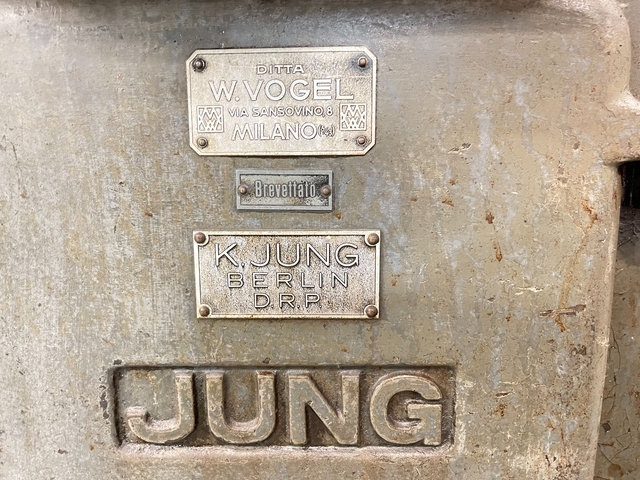 DITTA
W. VOGEL
VIA SANSOVINO, 8
MILANO
Brevettato
K. JUNG
BERLIN
D.R.P.
JUNG